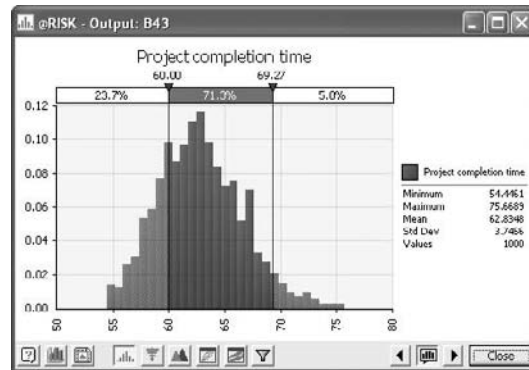 @RISK - Output: B43
Project completion time
60.00 69.27
23.7% 71.3% 5.0%
0.12
0.10
0.08
0.06
0.04
0.02
0.00
50 55 60 65 70 75 80
Project completion time
Minimum 54.4461
Maximum 75.6689
Mean 62.8348
Std Dev 3.7466
Values 1000
Close